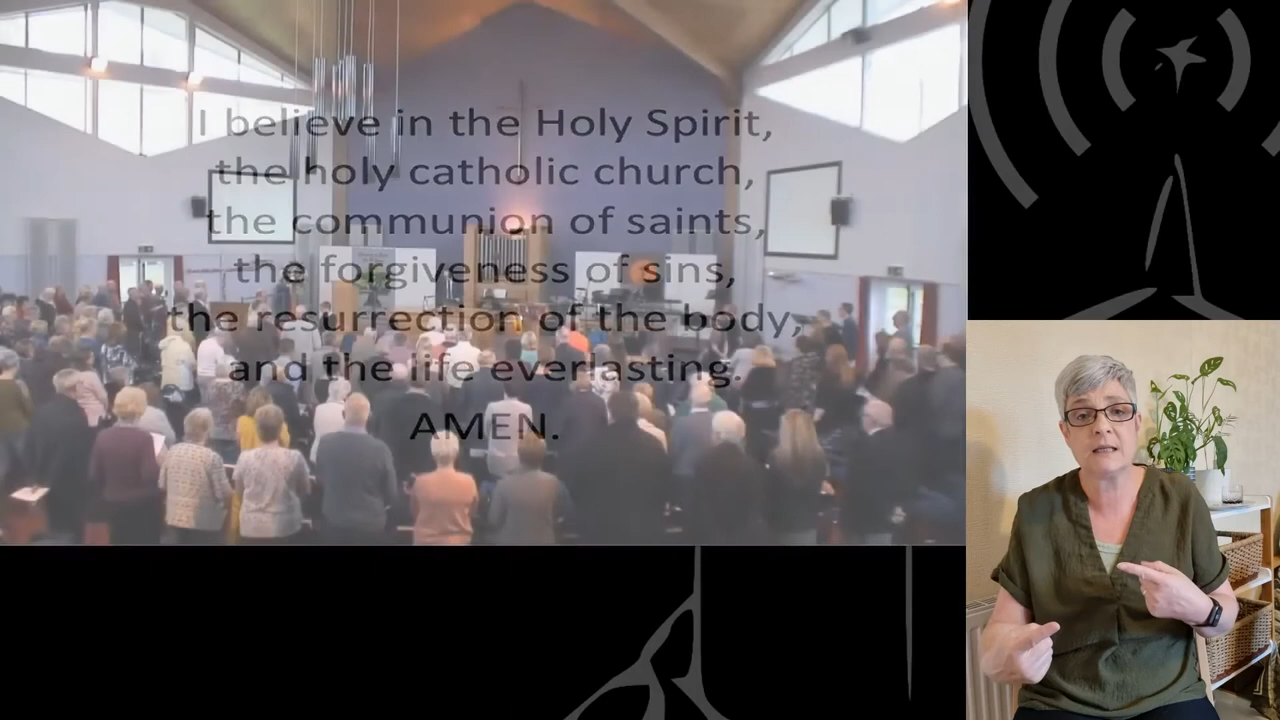 I believe in the Holy Spirit,
the holy catholic church,
the communion of saints,
the forgiveness of sins,
the resurrection of the body,
and the life everlasting.
AMEN.